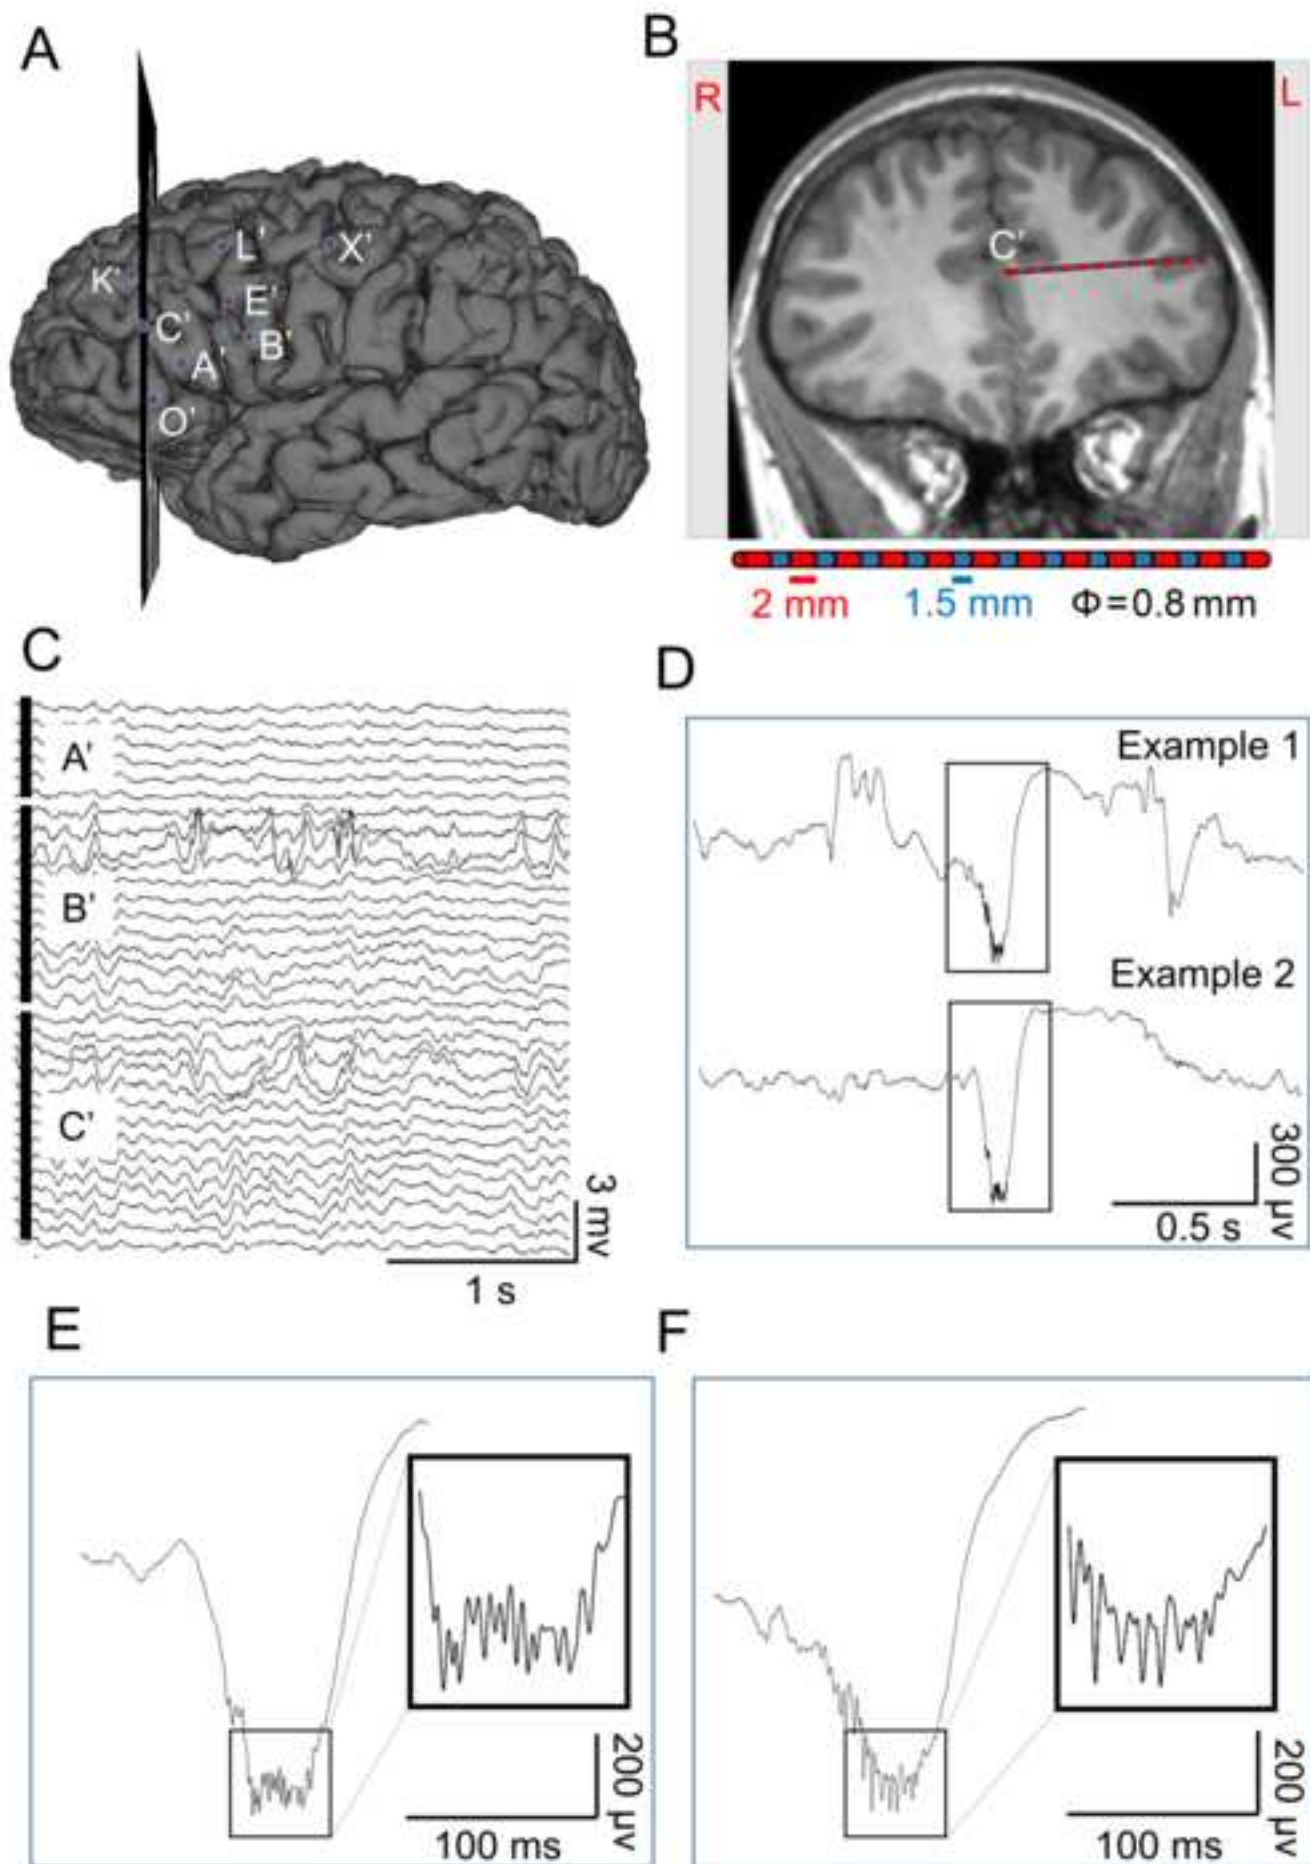 A
B
R
L
L'
X'
K'
E'
C'
A'
B'
O'
C'
2 mm
1.5 mm
Φ=0.8 mm
C
D
A'
B'
C'
3 mv
1 s
Example 1
Example 2
300 μv
0.5 s
E
F
200 μv
100 ms
200 μv
100 ms